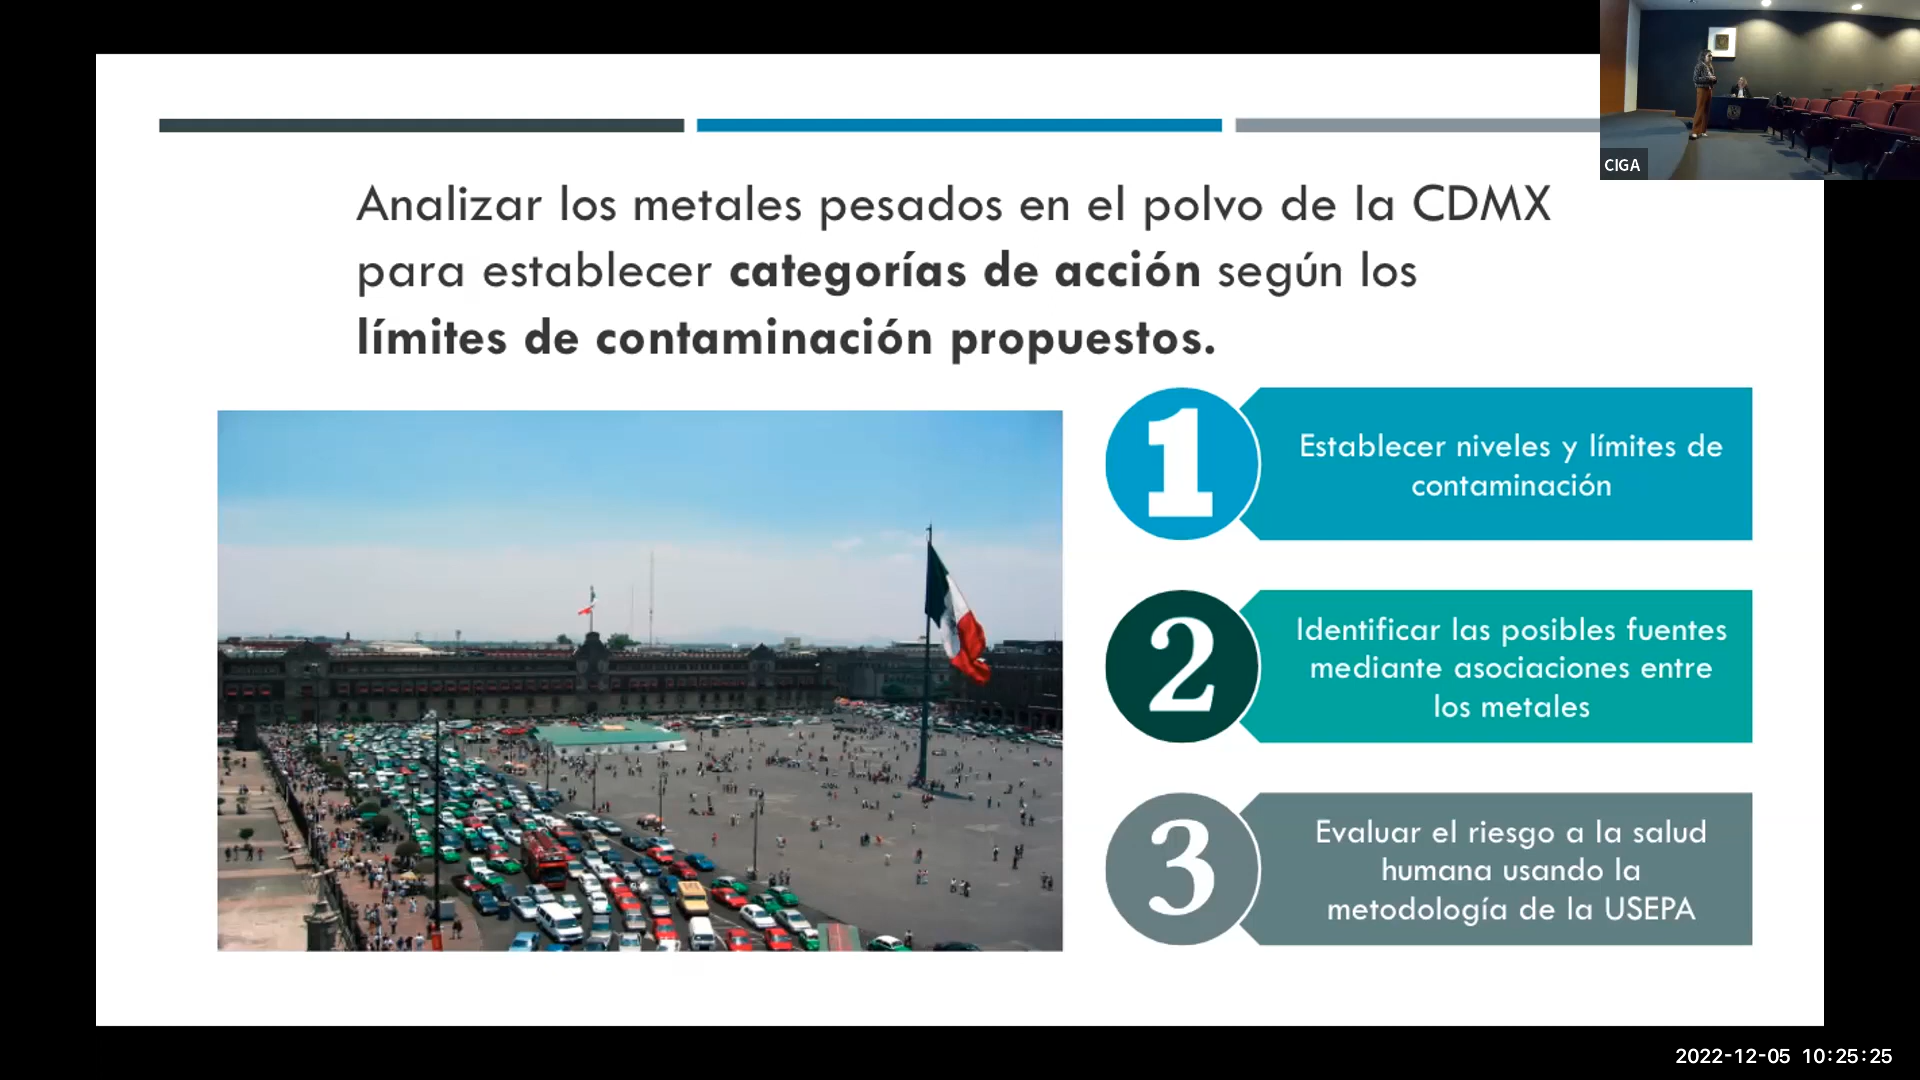 Analizar los metales pesados en el polvo de la CDMX
para establecer categorías de acción según los
límites de contaminación propuestos.
1
Establecer niveles y límites de
contaminación
2
Identificar las posibles fuentes
mediante asociaciones entre
los metales
3
Evaluar el riesgo a la salud
humana usando la
metodología de la USEPA
CIGA
2022-12-05 10:25:25